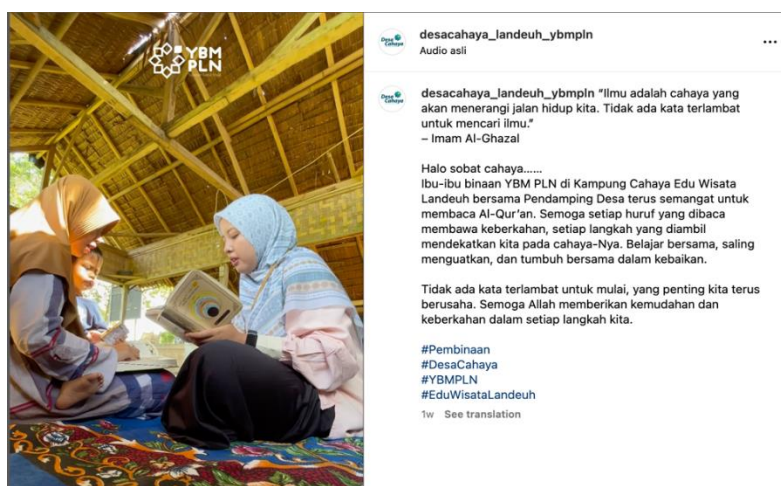 YBM
PLN
desacahaya_landeuh_ybmpln
Audio asli
Desa
Cahaya
desacahaya_landeuh_ybmpln "Ilmu adalah cahaya yang
akan menerangi jalan hidup kita. Tidak ada kata terlambat
untuk mencari ilmu."
– Imam Al-Ghazal
Halo sobat cahaya......
Ibu-ibu binaan YBM PLN di Kampung Cahaya Edu Wisata
Landeuh bersama Pendamping Desa terus semangat untuk
membaca Al-Qur'an. Semoga setiap huruf yang dibaca
membawa keberkahan, setiap langkah yang diambil
mendekatkan kita pada cahaya-Nya. Belajar bersama, saling
menguatkan, dan tumbuh bersama dalam kebaikan.
Tidak ada kata terlambat untuk mulai, yang penting kita terus
berusaha. Semoga Allah memberikan kemudahan dan
keberkahan dalam setiap langkah kita.
#Pembinaan
#DesaCahaya
#YBMPLN
#EduWisataLandeuh
1w See translation